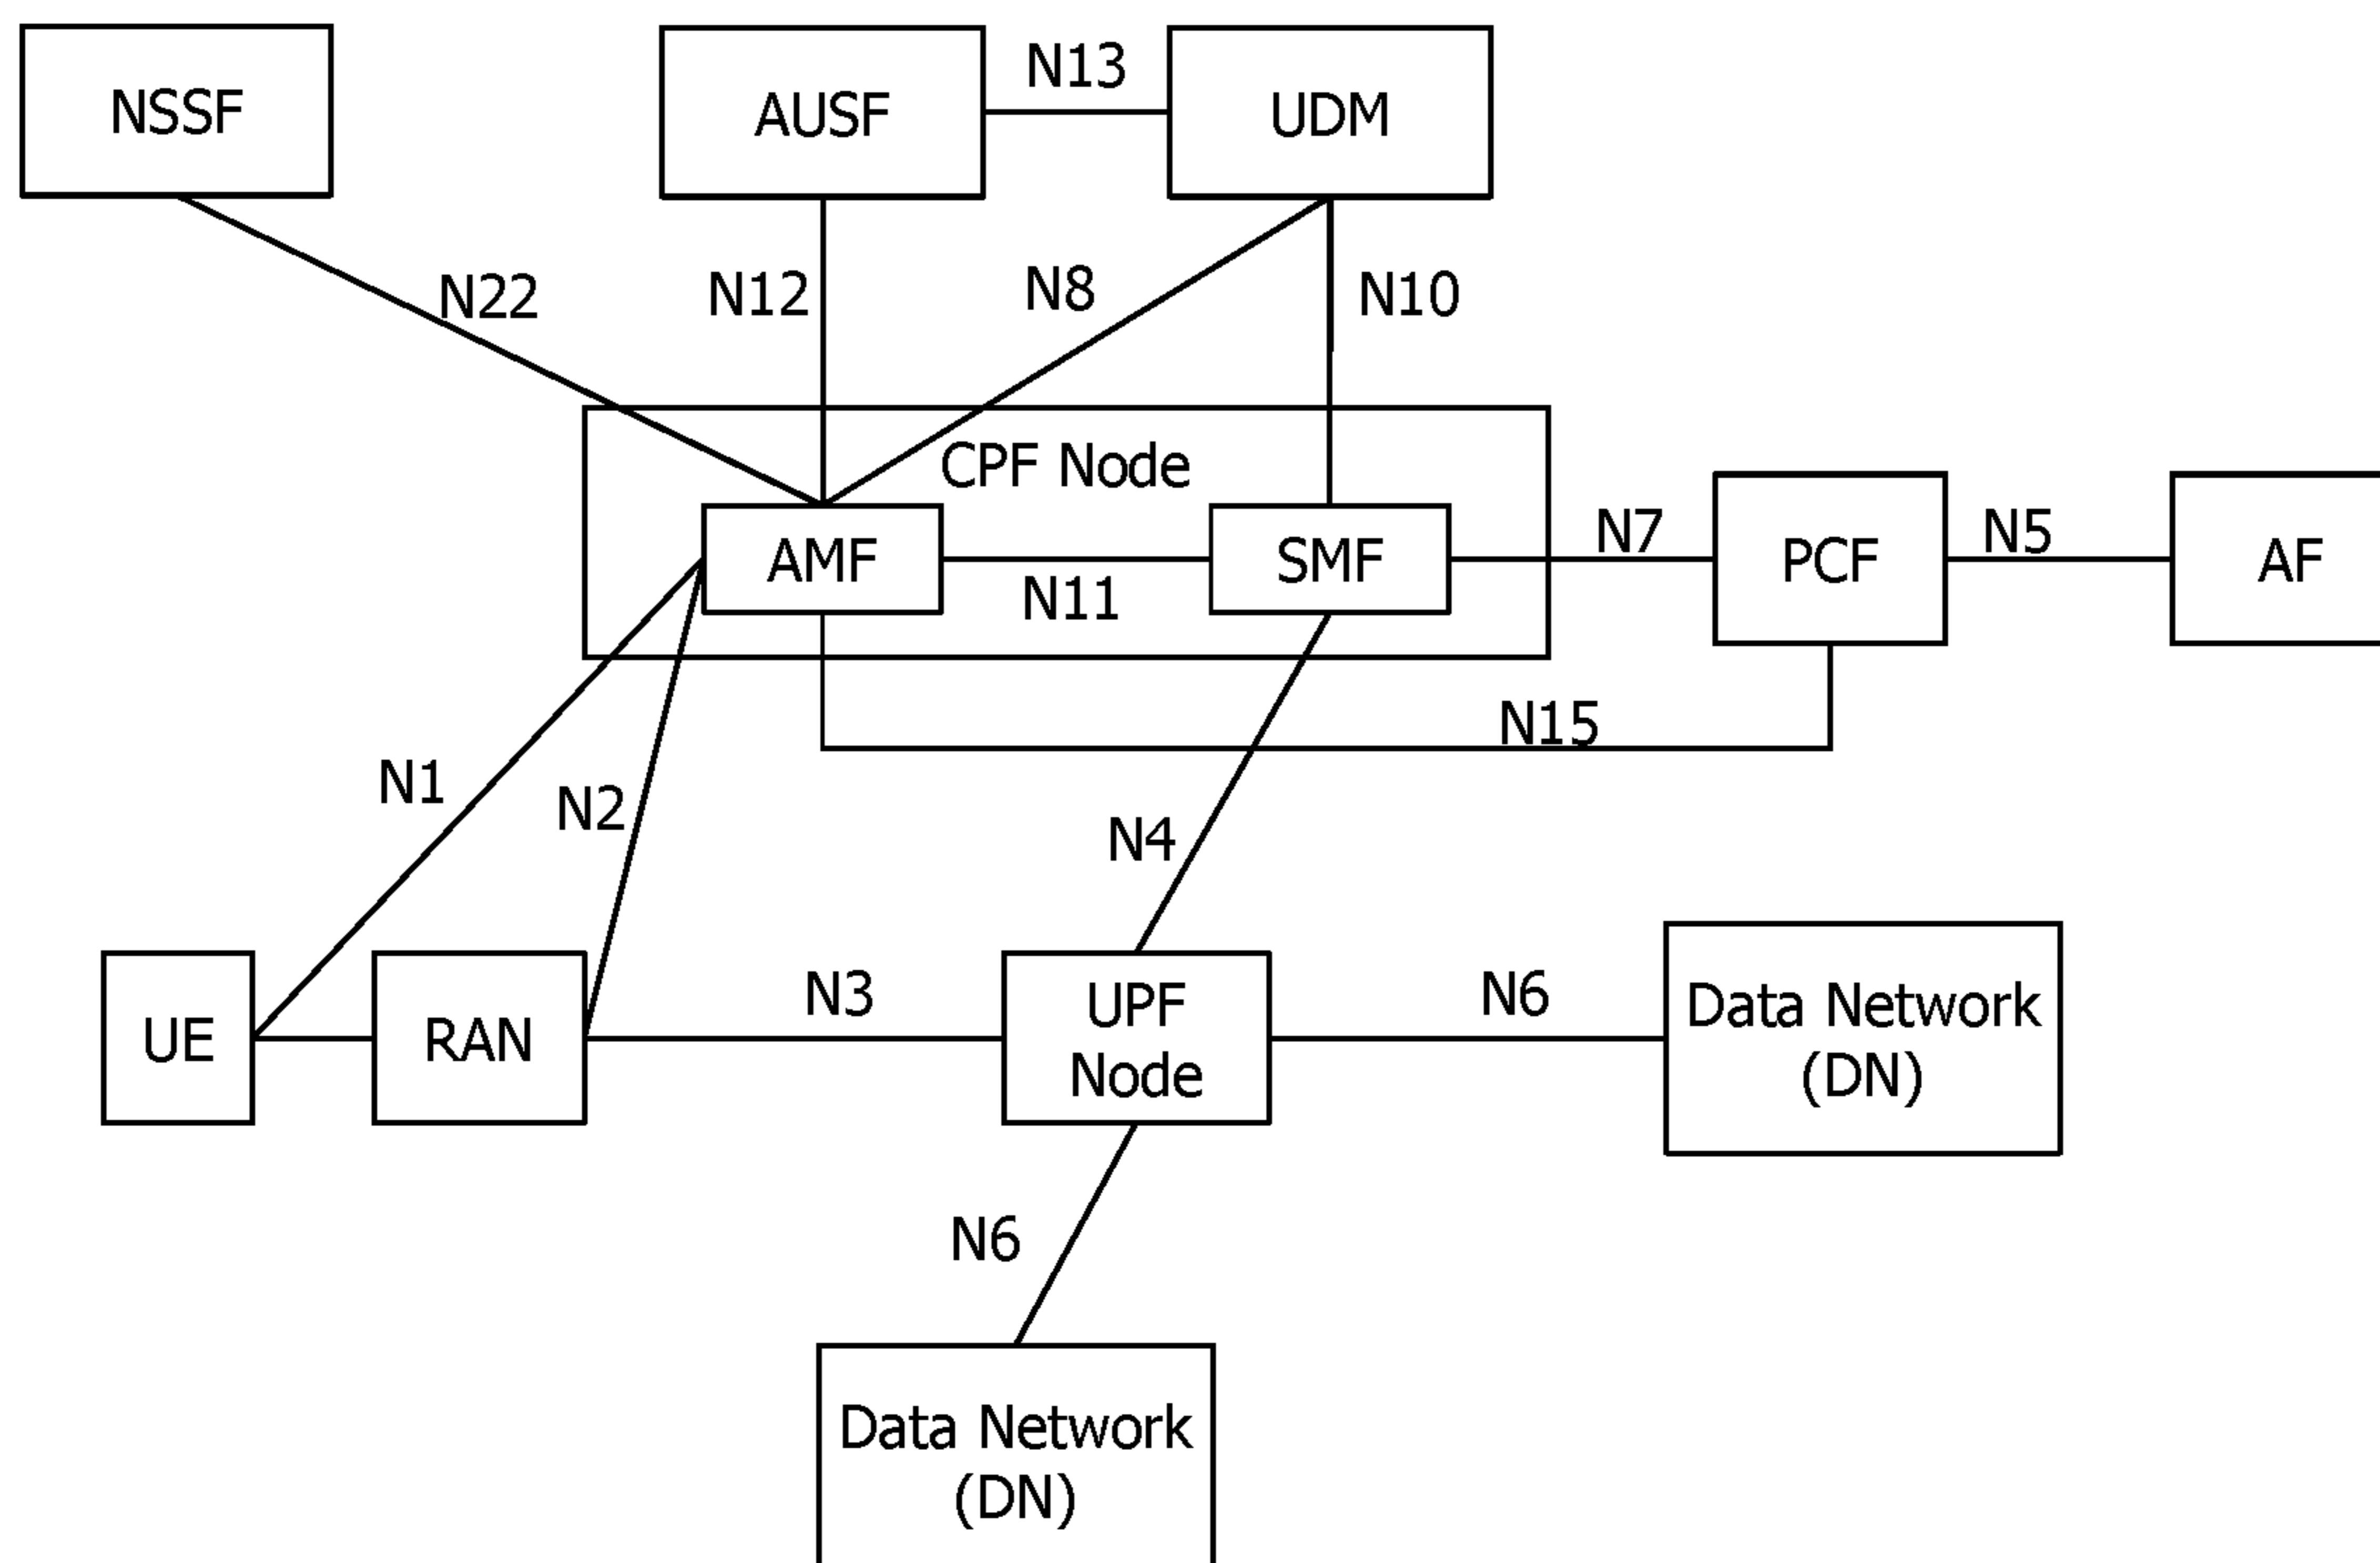 NSSF
AUSF
N13
UDM
N22
N12
N8
N10
CPF Node
AMF
N11
SMF
N7
PCF
N5
AF
N15
N1
N2
N4
UE
RAN
N3
UPF
Node
N6
Data Network
(DN)
N6
Data Network
(DN)